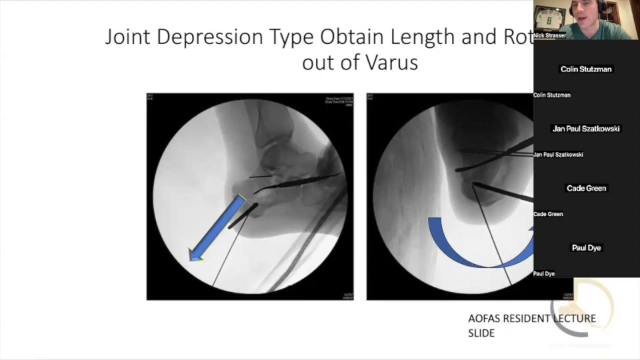 Joint Depression Type Obtain Length and Rot
out of Varus
Nick Strasser
Colin Stutzman
Colin Stutzman
Jan Paul Szatkowski
Jan Paul Szatkowski
Cade Green
Cade Green
Paul Dye
Paul Dye
AOFAS RESIDENT LECTURE
SLIDE